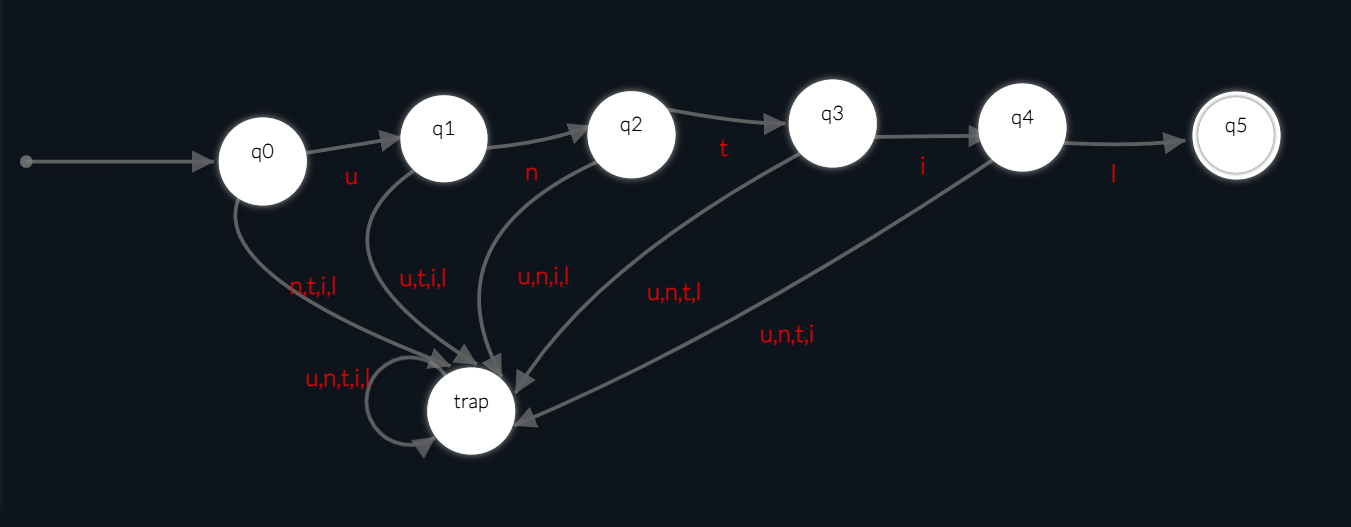 q0
u
q1
n
q2
t
q3
i
q4
l
q5
n,t,i,l
u,t,i,l
u,n,i,l
u,n,t,l
u,n,t,i
u,n,t,i,l
trap